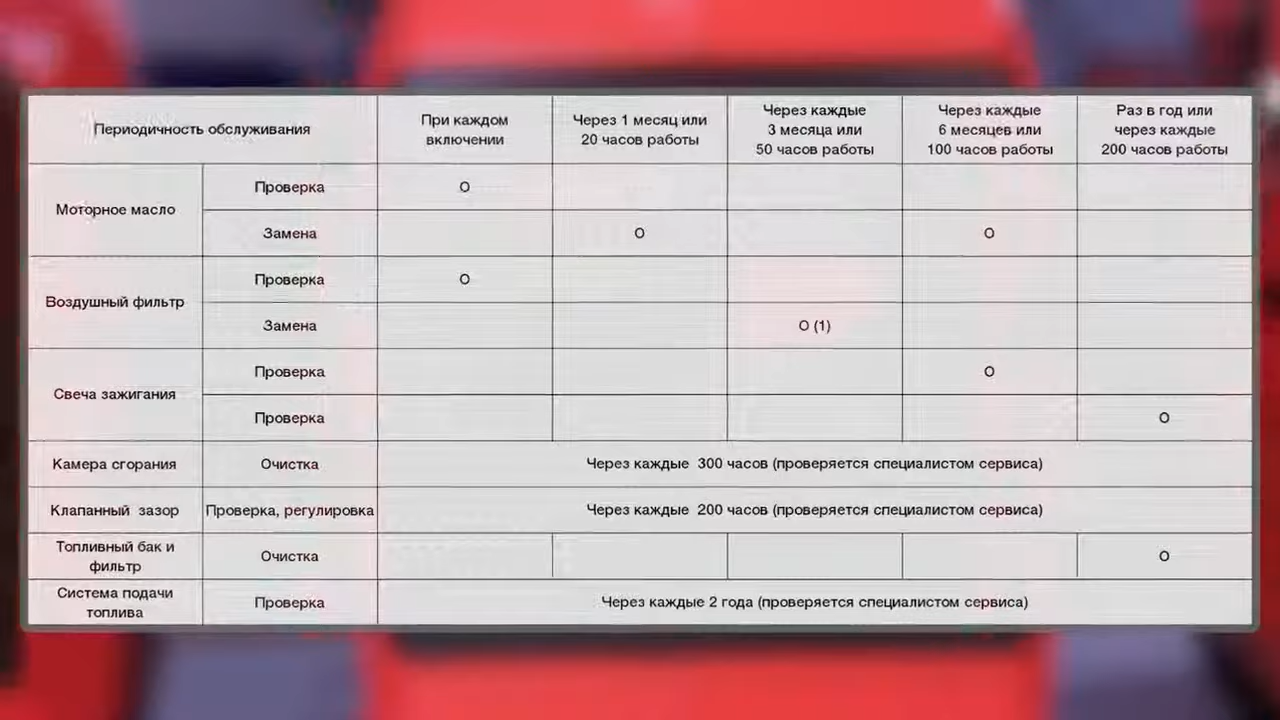 Периодичность обслуживания
При каждом
включении
Через 1 месяц или
20 часов работы
Через каждые
3 месяца или
50 часов работы
Через каждые
6 месяцев или
100 часов работы
Раз в год или
через каждые
200 часов работы
Моторное масло
Проверка
O
Замена
O
O
Воздушный фильтр
Проверка
O
Замена
O (1)
Свеча зажигания
Проверка
O
Проверка
O
Камера сгорания
Очистка
Через каждые 300 часов (проверяется специалистом сервиса)
Клапанный зазор
Проверка, регулировка
Через каждые 200 часов (проверяется специалистом сервиса)
Топливный бак и
фильтр
Очистка
O
Система подачи
топлива
Проверка
Через каждые 2 года (проверяется специалистом сервиса)